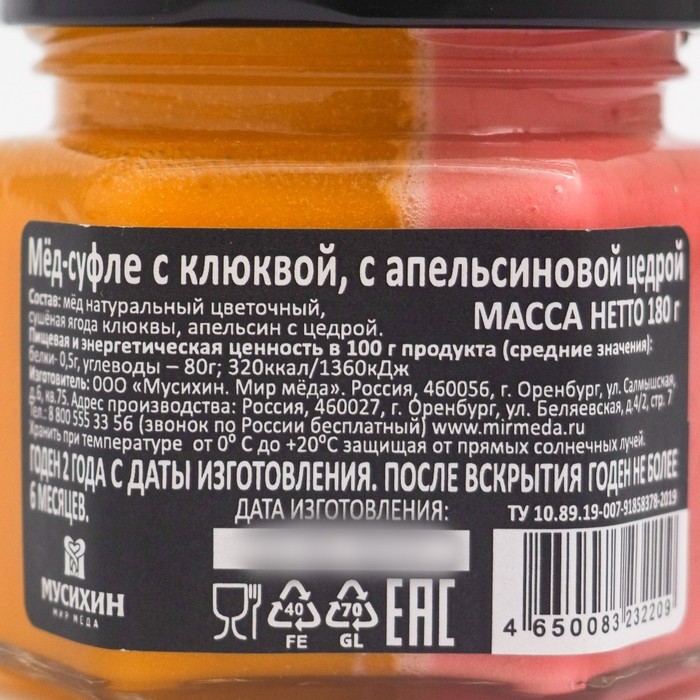 Мёд-суфле с клюквой, с апельсиновой цедрой
Состав: мёд натуральный цветочный,
сушёная ягода клюквы, апельсин с цедрой.
МАССА НЕТТО 180 г
Пищевая и энергетическая ценность в 100 г продукта (средние значения):
белки- 0,5г, углеводы – 80г; 320ккал/1360кДж
Изготовитель: ООО «Мусихин. Мир мёда». Россия, 460056, г. Оренбург, ул. Салмышская,
д.6, кв.75. Адрес производства: Россия, 460027, г. Оренбург, ул. Беляевская, д.4/2, стр. 7
Тел.: 8 800 555 33 56 (звонок по России бесплатный) www.mirmeda.ru
Хранить при температуре от 0⁰ С до +20⁰С защищая от прямых солнечных лучей.
ГОДЕН 2 ГОДА С ДАТЫ ИЗГОТОВЛЕНИЯ. ПОСЛЕ ВСКРЫТИЯ ГОДЕН НЕ БОЛЕЕ
6 МЕСЯЦЕВ.
ДАТА ИЗГОТОВЛЕНИЯ:
ТУ 10.89.19-007-91858378-2019
МУСИХИН
МИР МЁДА
40
FE
70
GL
EAC
4 650083 232209